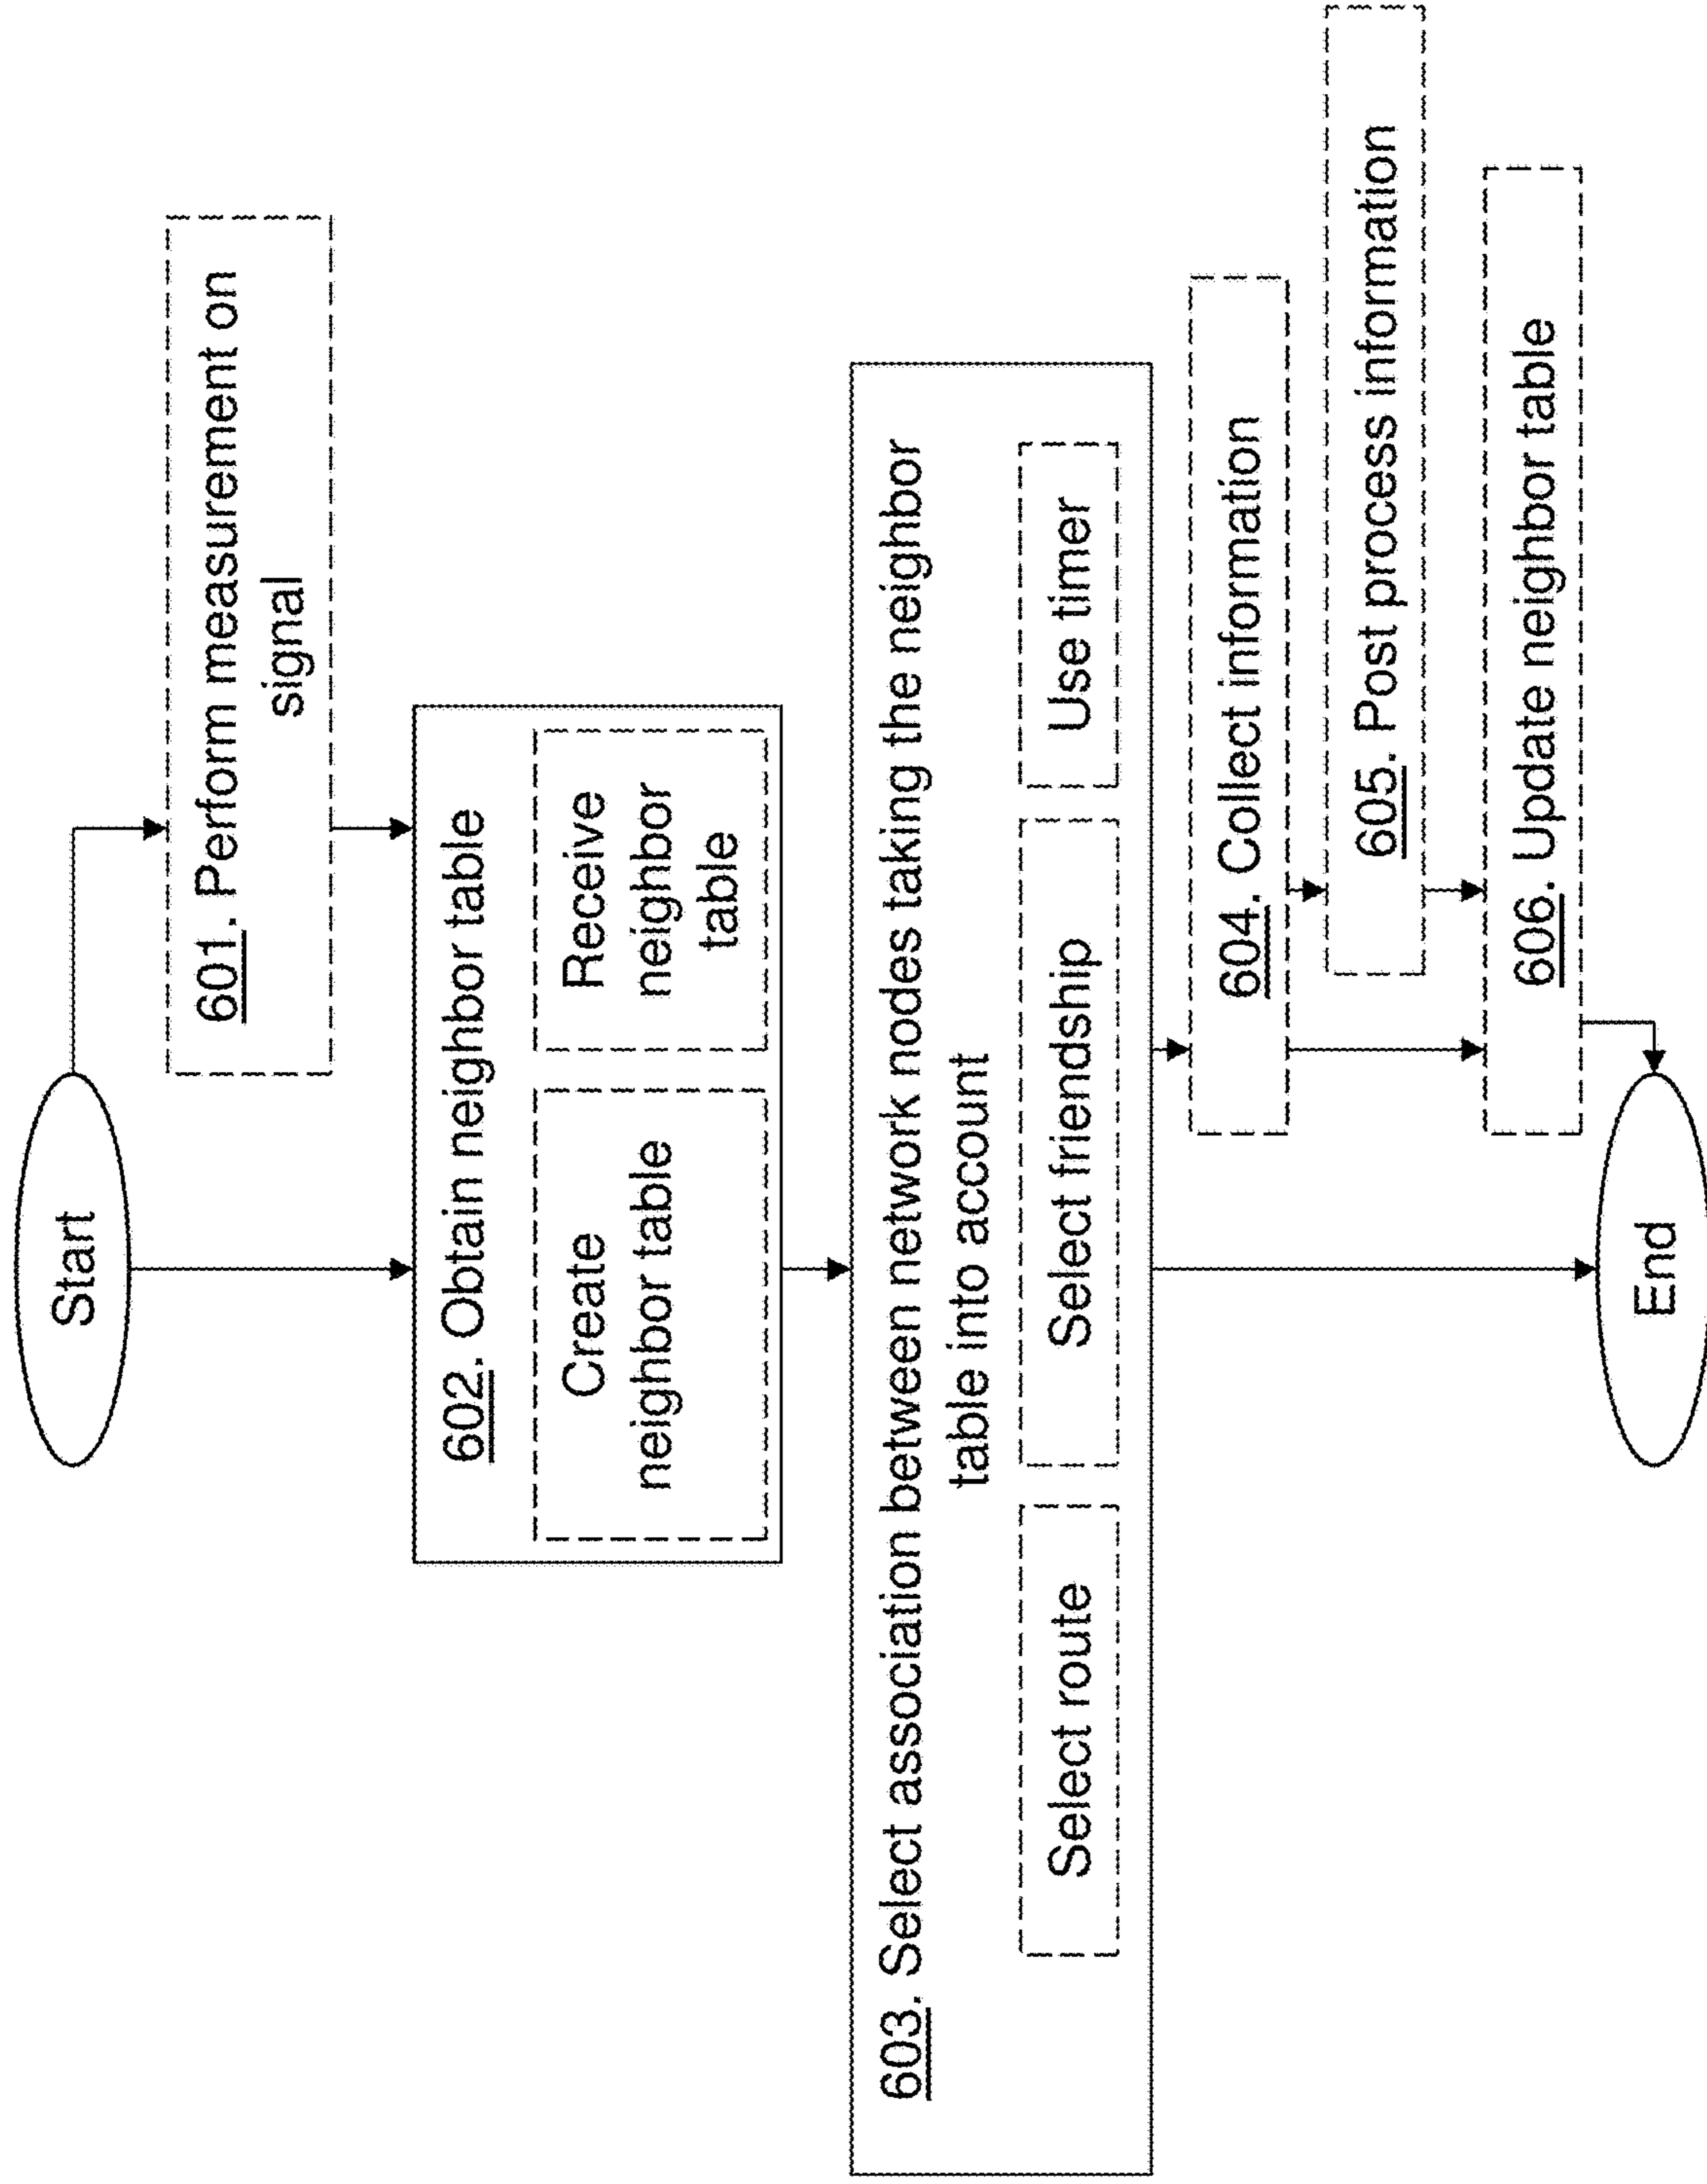 Start
601. Perform measurement on
signal
602. Obtain neighbor table
Create
neighbor table
Receive
neighbor
table
603. Select association between network nodes taking the neighbor
table into account
Select route
Select friendship
Use timer
604. Collect information
605. Post process information
606. Update neighbor table
End